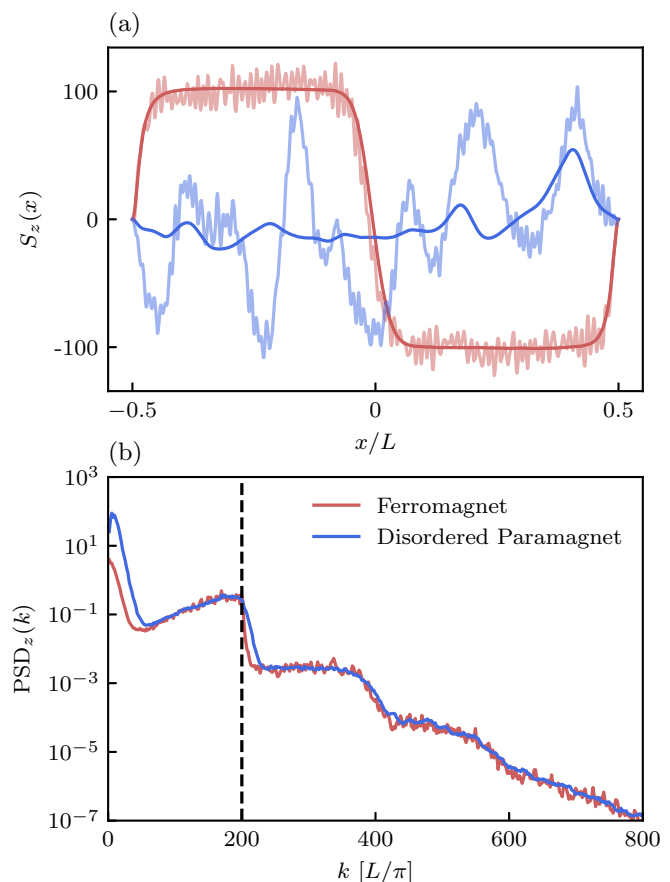 (a)
100
0
-100
S_z(x)
−0.5
0
0.5
x/L
(b)
10^3
10^1
10^−1
10^−3
10^−5
10^−7
PSD_z(k)
Ferromagnet
Disordered Paramagnet
0
200
400
600
800
k [L/π]